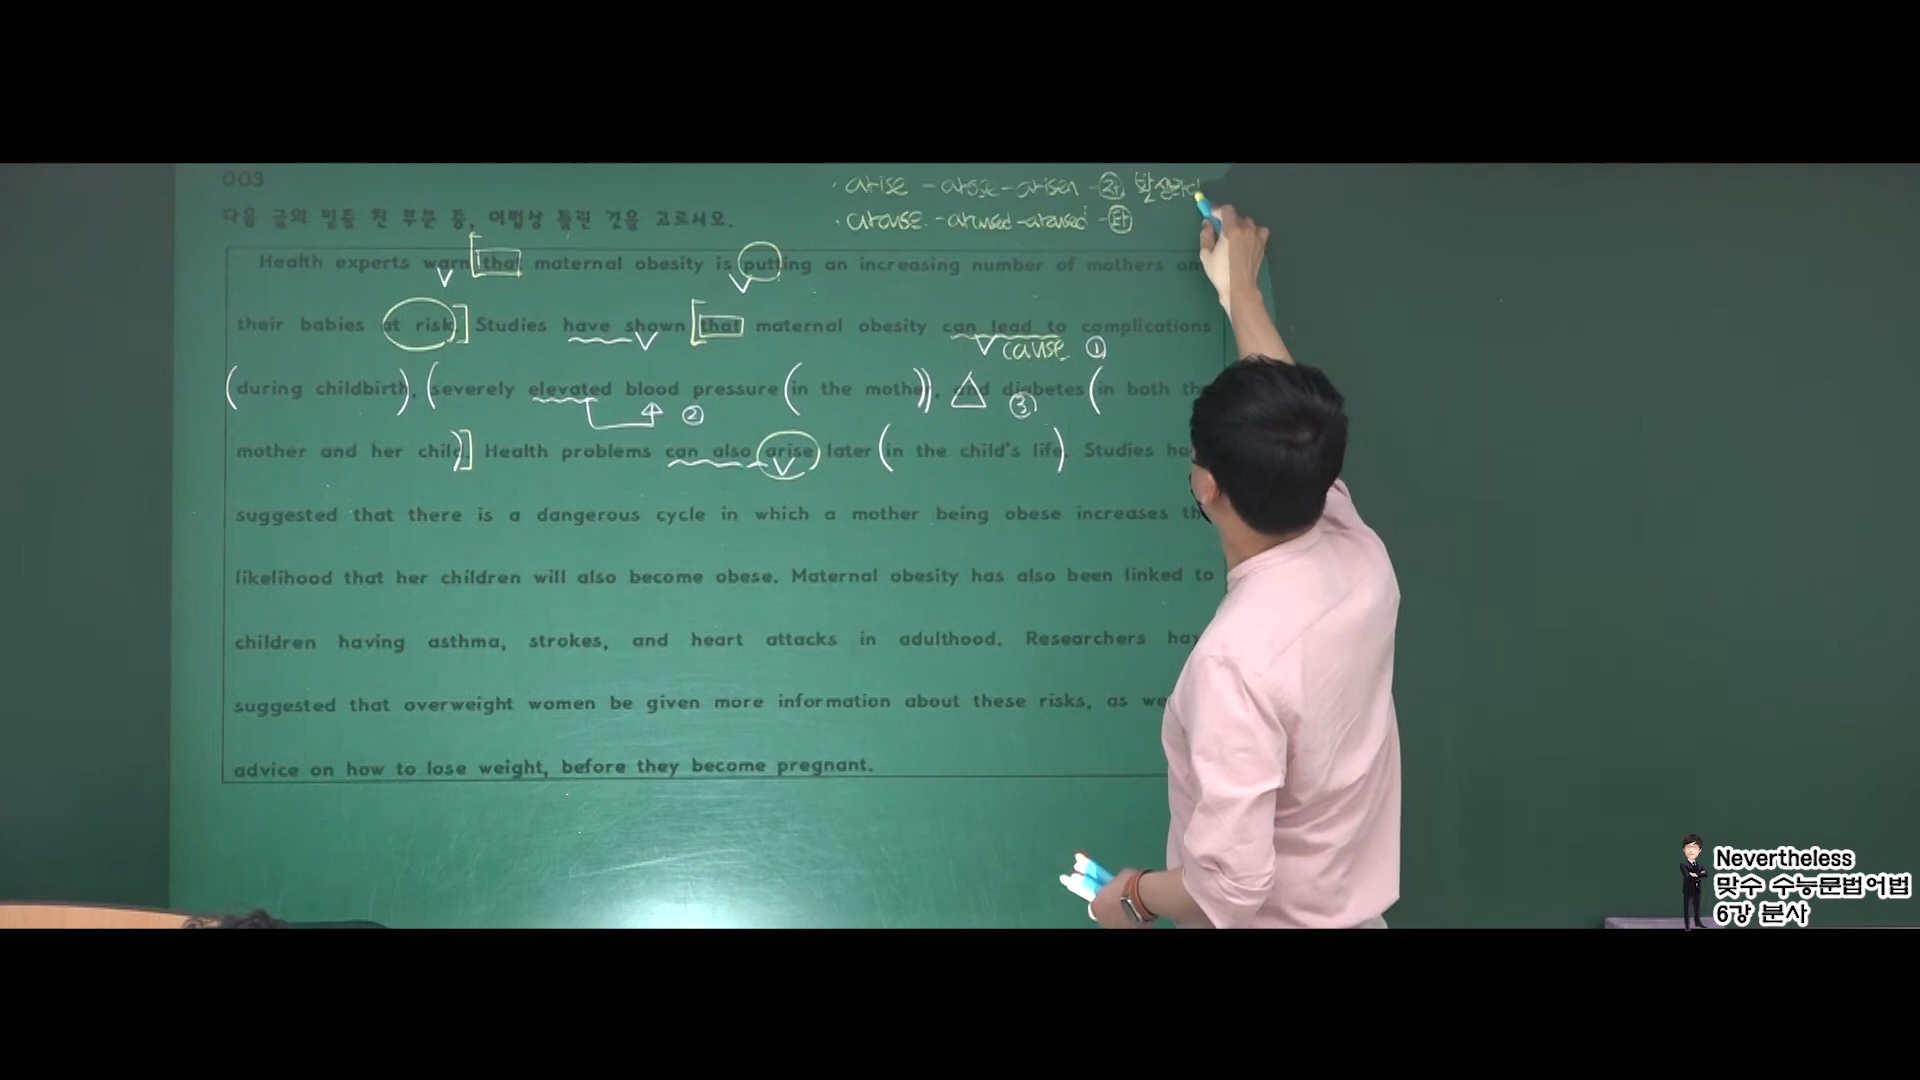 003
다음 글의 밑줄 친 부분 중, 어법상 틀린 것을 고르시오.
· arise - arose - arisen - 자 발생하다
· arouse - aroused - aroused - 타
Health experts warn that maternal obesity is putting an increasing number of mothers an
their babies at risk. Studies have shown that maternal obesity can lead to complications
cause ①
during childbirth, severely elevated blood pressure in the mother, and diabetes in both the
② ③
mother and her child. Health problems can also arise later in the child's life. Studies ha
suggested that there is a dangerous cycle in which a mother being obese increases th
likelihood that her children will also become obese. Maternal obesity has also been linked to
children having asthma, strokes, and heart attacks in adulthood. Researchers hav
suggested that overweight women be given more information about these risks, as we
advice on how to lose weight, before they become pregnant.
Nevertheless
맞수 수능문법어법
6강 분사